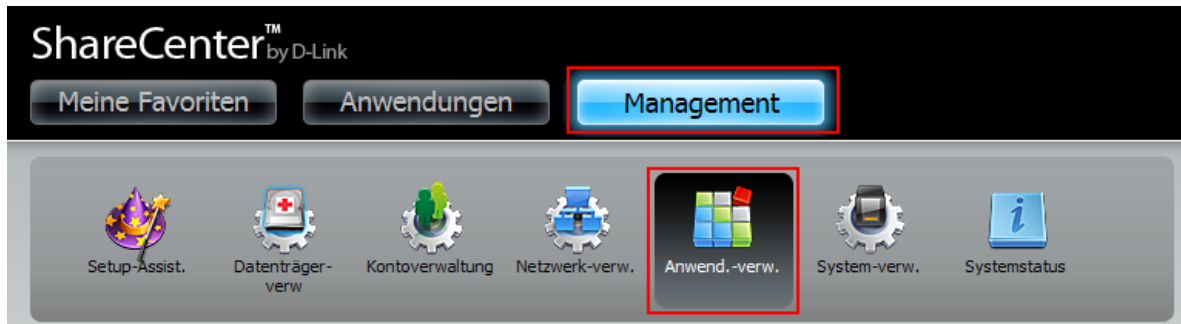 ShareCenter™ by D-Link
Meine Favoriten
Anwendungen
Management
Setup-Assist.
Datenträger-
verw
Kontoverwaltung
Netzwerk-verw.
Anwend.-verw.
System-verw.
Systemstatus